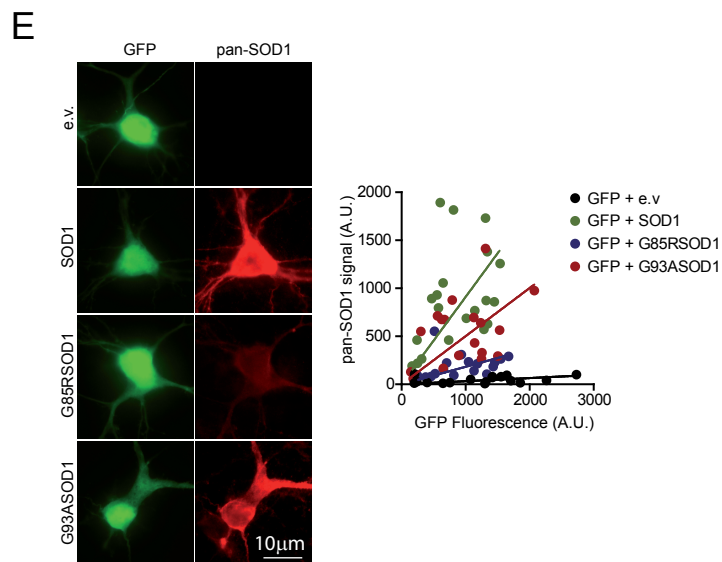 E
GFP pan-SOD1
e.v.
SOD1
G85RSOD1
G93ASOD1
10μm
pan-SOD1 signal (A.U.)
2000
1500
1000
500
0
0 1000 2000 3000
GFP Fluorescence (A.U.)
GFP + e.v
GFP + SOD1
GFP + G85RSOD1
GFP + G93ASOD1